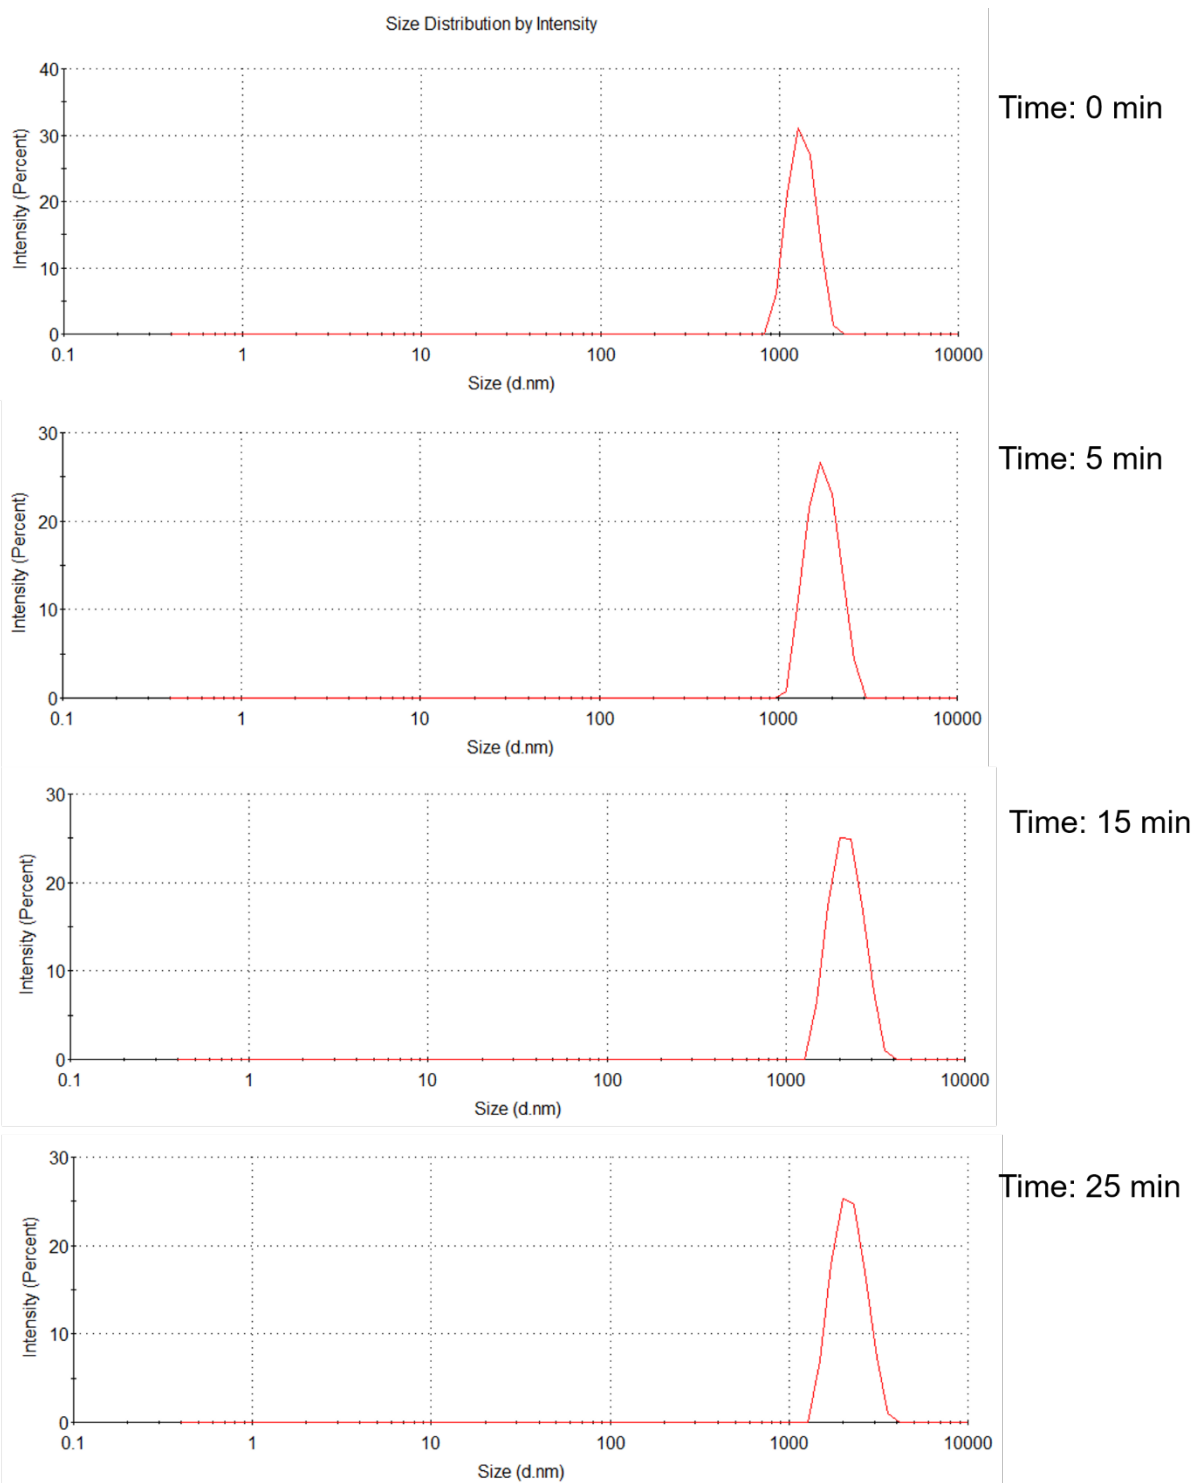 Size Distribution by Intensity
40
30
20
10
0
Intensity (Percent)
0.1 1 10 100 1000 10000
Size (d.nm)
Time: 0 min
30
20
10
0
Intensity (Percent)
0.1 1 10 100 1000 10000
Size (d.nm)
Time: 5 min
30
20
10
0
Intensity (Percent)
0.1 1 10 100 1000 10000
Size (d.nm)
Time: 15 min
30
20
10
0
Intensity (Percent)
0.1 1 10 100 1000 10000
Size (d.nm)
Time: 25 min